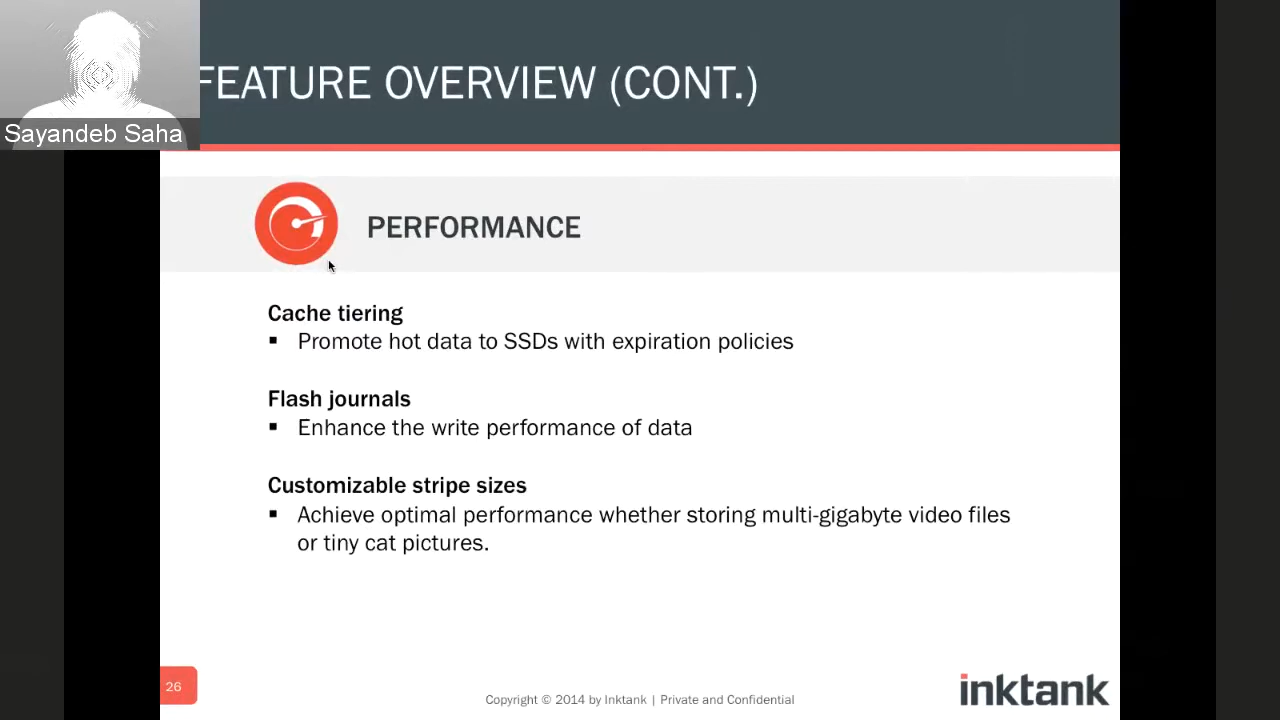 Sayandeb Saha
FEATURE OVERVIEW (CONT.)
PERFORMANCE
Cache tiering
▪ Promote hot data to SSDs with expiration policies
Flash journals
▪ Enhance the write performance of data
Customizable stripe sizes
▪ Achieve optimal performance whether storing multi-gigabyte video files
or tiny cat pictures.
26
Copyright © 2014 by Inktank | Private and Confidential
inktank